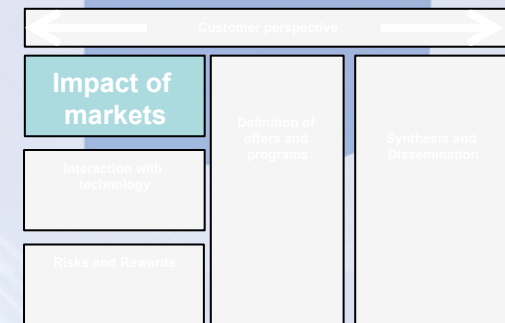 Customer perspective
Impact of
markets
Definition of
offers and
programs
Synthesis and
Dissemination
Interaction with
technology
Risks and Rewards